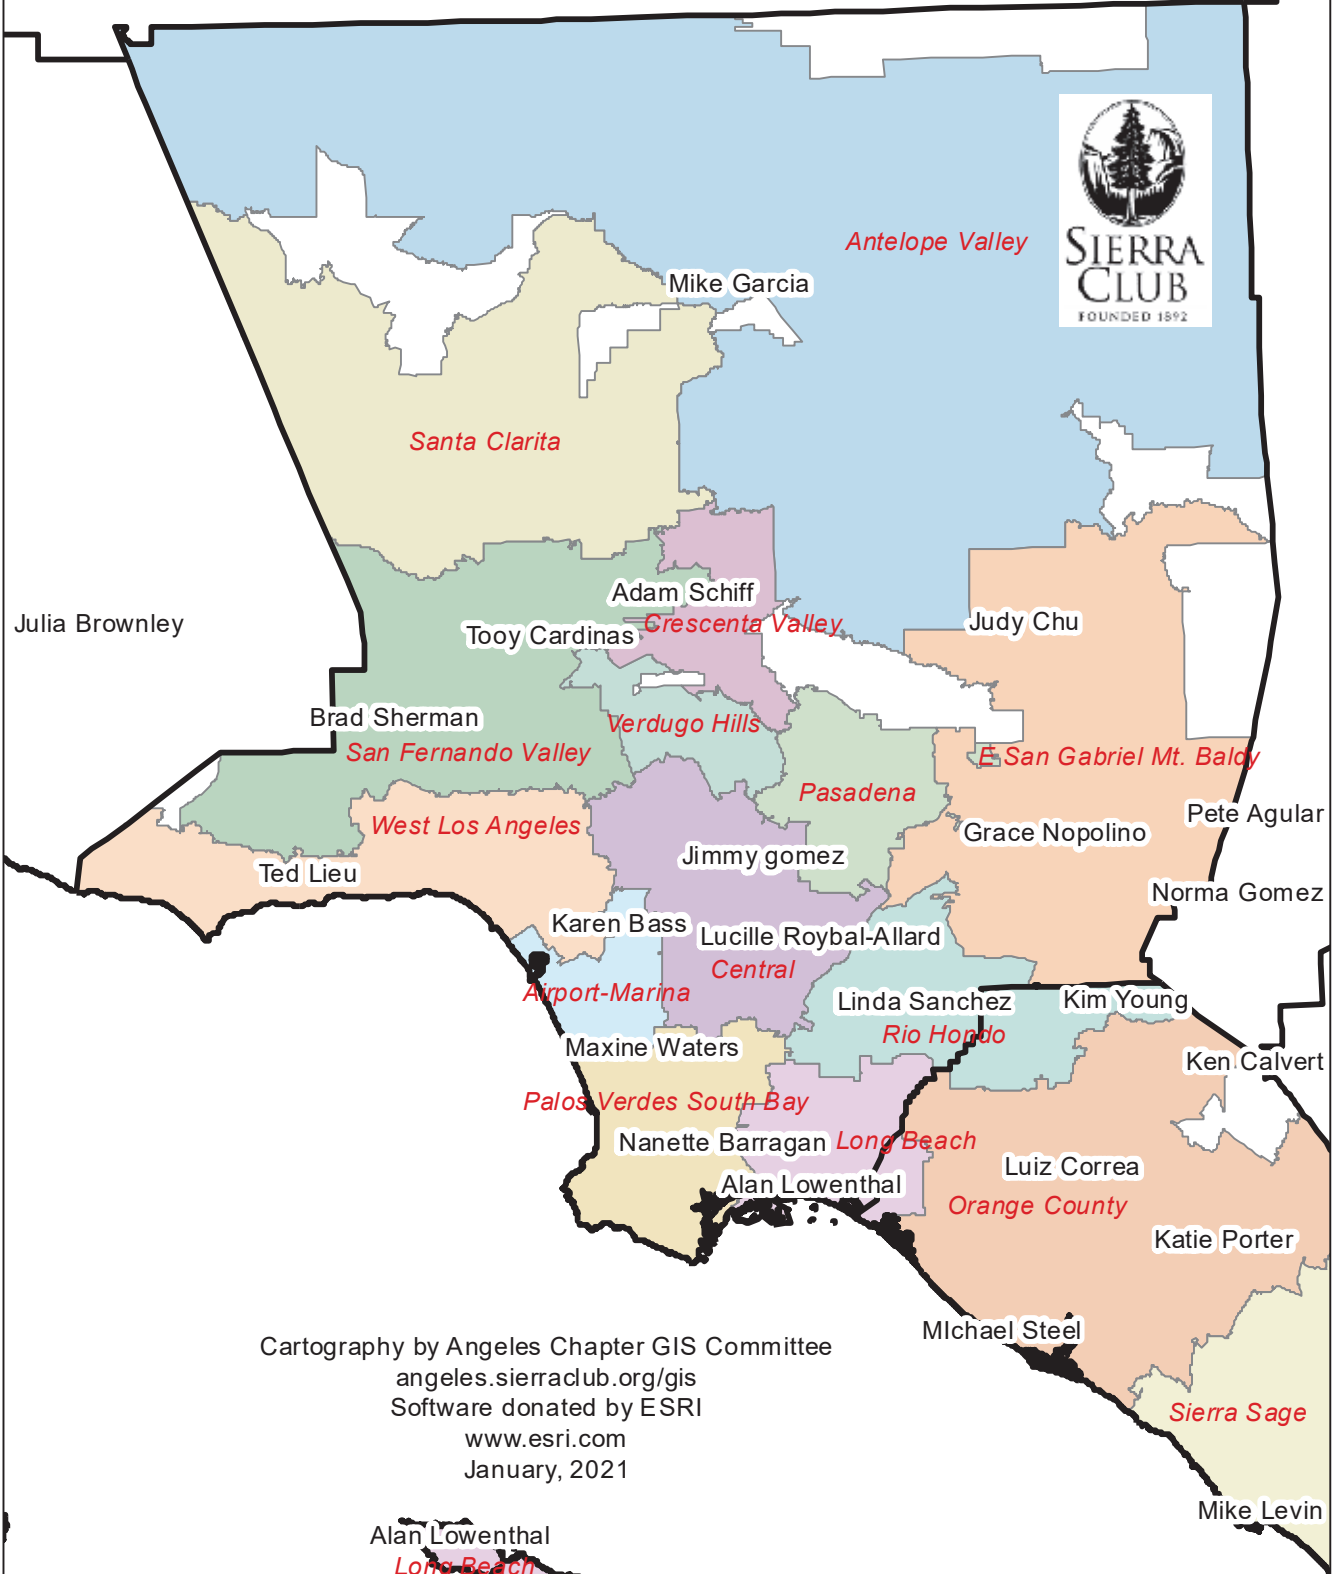 Antelope Valley
SIERRA
CLUB
FOUNDED 1892
Mike Garcia
Santa Clarita
Adam Schiff
Judy Chu
Julia Brownley
Crescenta Valley
Tooy Cardinas
Brad Sherman
Verdugo Hills
San Fernando Valley
E San Gabriel Mt. Baldy
Pasadena
Pete Agular
West Los Angeles
Grace Nopolino
Jimmy gomez
Ted Lieu
Norma Gomez
Karen Bass
Lucille Roybal-Allard
Central
Airport-Marina
Linda Sanchez
Kim Young
Rio Hondo
Maxine Waters
Ken Calvert
Palos Verdes South Bay
Nanette Barragan
Long Beach
Luiz Correa
Alan Lowenthal
Orange County
Katie Porter
MIchael Steel
Cartography by Angeles Chapter GIS Committee
angeles.sierraclub.org/gis
Software donated by ESRI
www.esri.com
January, 2021
Sierra Sage
Mike Levin
Alan Lowenthal
Long Beach